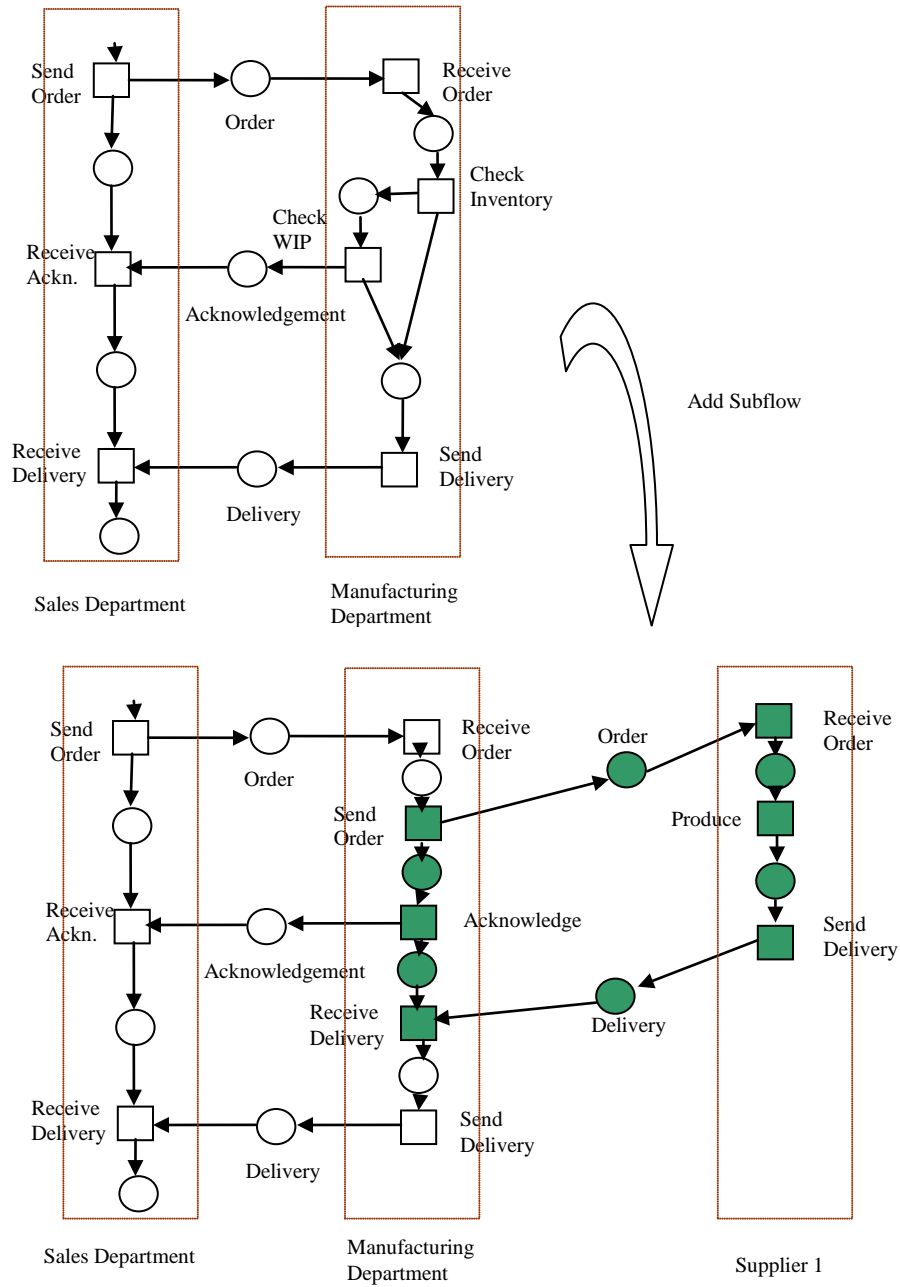 Send
Order
Order
Receive
Order
Check
Inventory
Check
WIP
Receive
Ackn.
Acknowledgement
Add Subflow
Receive
Delivery
Delivery
Send
Delivery
Sales Department
Manufacturing
Department
Send
Order
Order
Receive
Order
Order
Receive
Order
Send
Order
Produce
Receive
Ackn.
Acknowledgement
Acknowledge
Send
Delivery
Receive
Delivery
Delivery
Receive
Delivery
Delivery
Send
Delivery
Sales Department
Manufacturing
Department
Supplier 1